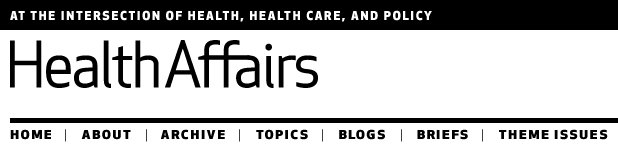 AT THE INTERSECTION OF HEALTH, HEALTH CARE, AND POLICY
HealthAffairs
HOME | ABOUT | ARCHIVE | TOPICS | BLOGS | BRIEFS | THEME ISSUES